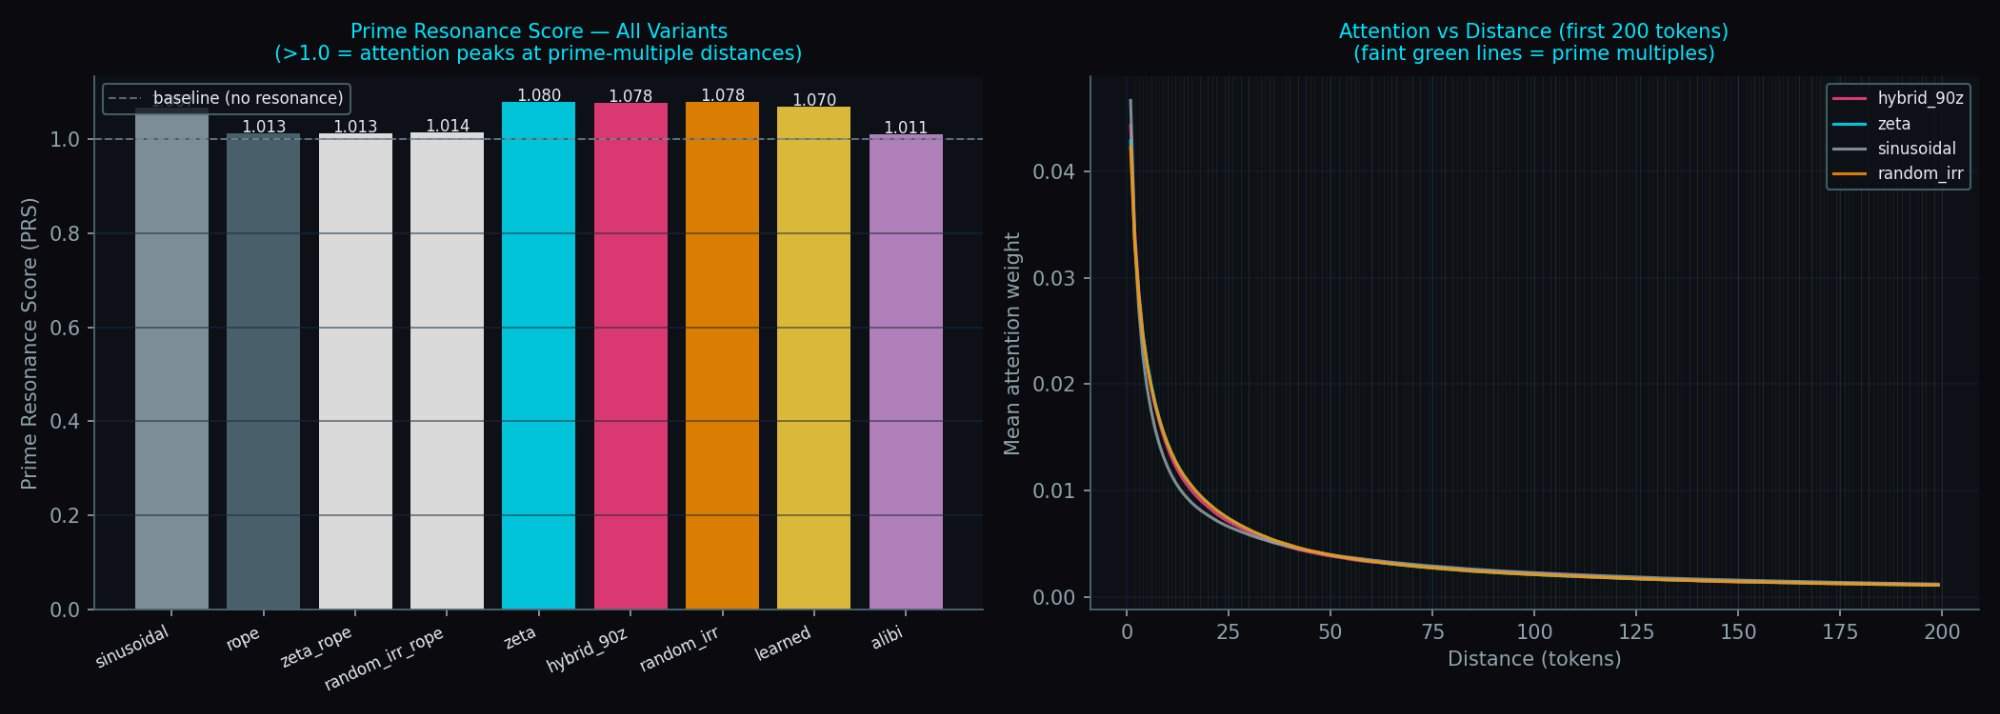 Prime Resonance Score — All Variants
(>1.0 = attention peaks at prime-multiple distances)
baseline (no resonance)
1.013
1.013
1.014
1.080
1.078
1.078
1.070
1.011
Prime Resonance Score (PRS)
1.0
0.8
0.6
0.4
0.2
0.0
sinusoidal
rope
zeta_rope
random_irr_rope
zeta
hybrid_90z
random_irr
learned
alibi
Attention vs Distance (first 200 tokens)
(faint green lines = prime multiples)
hybrid_90z
zeta
sinusoidal
random_irr
Mean attention weight
0.04
0.03
0.02
0.01
0.00
0
25
50
75
100
125
150
175
200
Distance (tokens)